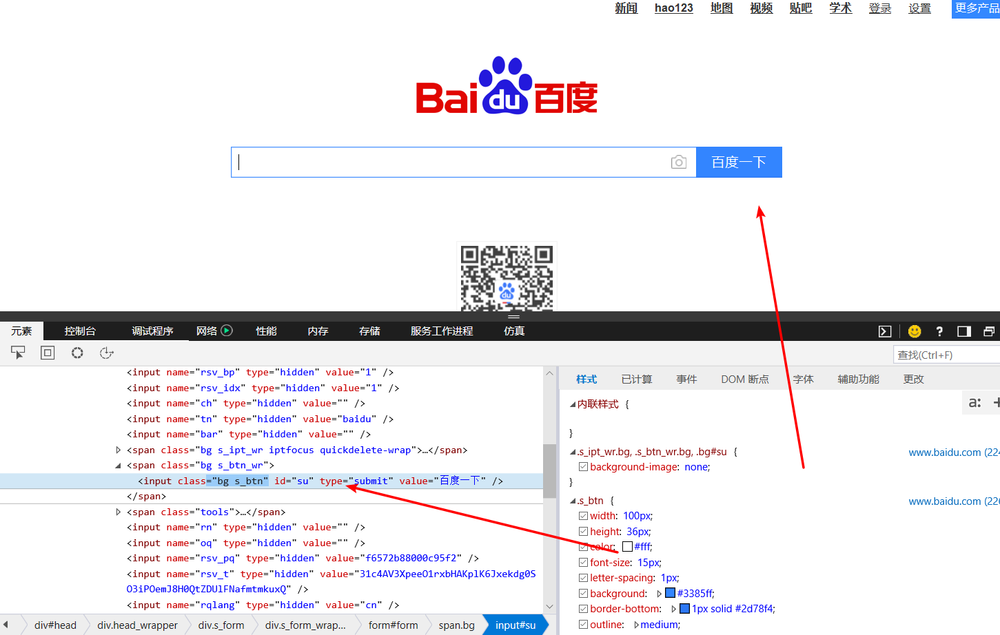 新闻 hao123 地图 视频 贴吧 学术 登录 设置 更多产品
Bai du 百度
百度一下
du
元素 控制台 调试程序 网络 性能 内存 存储 服务工作进程 仿真
查找(Ctrl+F)
<input name="rsv_bp" type="hidden" value="1" />
<input name="rsv_idx" type="hidden" value="1" />
<input name="ch" type="hidden" value="" />
<input name="tn" type="hidden" value="baidu" />
<input name="bar" type="hidden" value="" />
<span class="bg s_ipt_wr iptfocus quickdelete-wrap">…</span>
<span class="bg s_btn_wr">
<input class="bg s_btn" id="su" type="submit" value="百度一下" />
</span>
<span class="tools">…</span>
<input name="rn" type="hidden" value="" />
<input name="oq" type="hidden" value="" />
<input name="rsv_pq" type="hidden" value="f6572b88000c95f2" />
<input name="rsv_t" type="hidden" value="31c4AV3XpeeO1rxbHAKplK6Jxekdg0S
O3iPOemJ8H0QtZDUlFNafmtmkuxQ" />
<input name="rqlang" type="hidden" value="cn" />
div#head div.head_wrapper div.s_form div.s_form_wrap... form#form span.bg input#su
样式 已计算 事件 DOM 断点 字体 辅助功能 更改
内联样式 {
a: +
}
.s_ipt_wr.bg, .s_btn_wr.bg, .bg#su {
www.baidu.com (224
background-image: none;
}
.s_btn {
www.baidu.com (226
width: 100px;
height: 36px;
color: #fff;
font-size: 15px;
letter-spacing: 1px;
background: #3385ff;
border-bottom: 1px solid #2d78f4;
outline: medium;